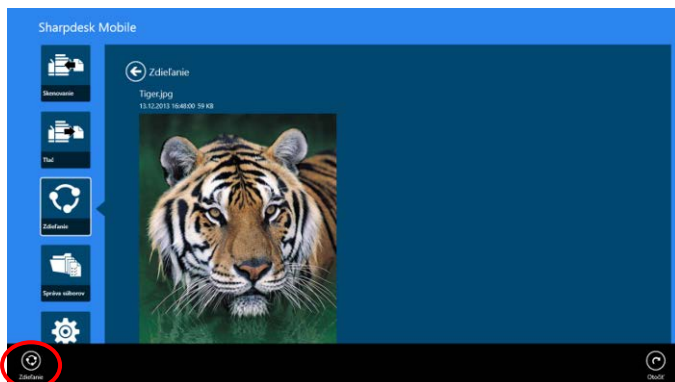 Sharpdesk Mobile
Skenovanie
Tlač
Zdieľanie
Správa súborov
Zdieľanie
Tiger.jpg
13.12.2013 16:48:00 59 KB
Zdieľanie
Otočiť